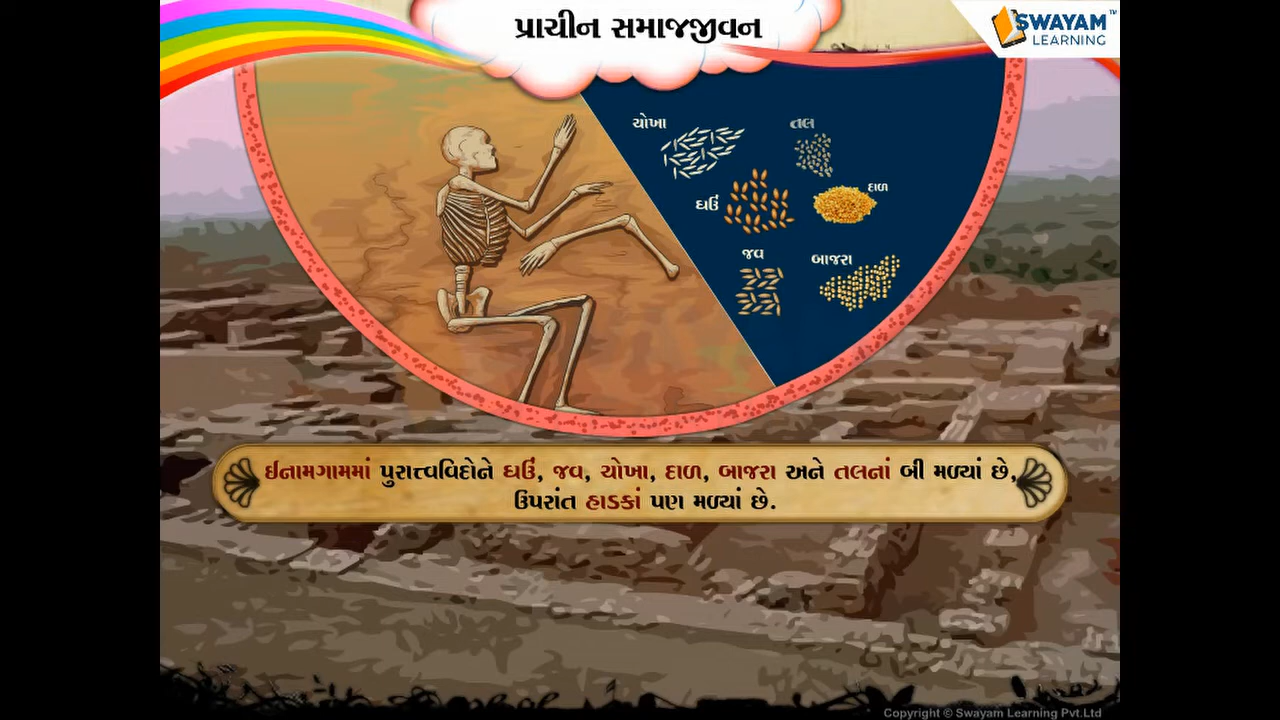 પ્રાચીન સમાજજીવન
SWAYAM™
LEARNING
ચોખા
તલ
ઘઉં
દાળ
જવ
બાજરા
ઈનામગામમાં પુરાત્ત્વવિદોને ઘઉં, જવ, ચોખા, દાળ, બાજરા અને તલનાં બી મળ્યાં છે,
ઉપરાંત હાડકાં પણ મળ્યાં છે.
Copyright © Swayam Learning Pvt.Ltd